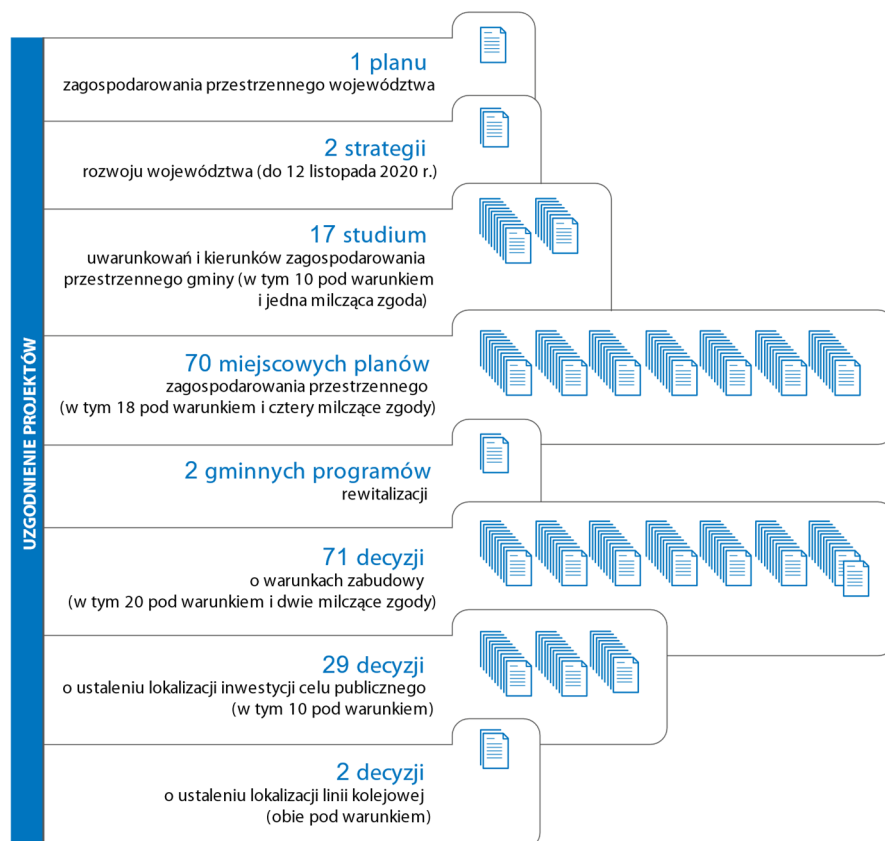 UZGODNIENIE PROJEKTÓW
1 planu
zagospodarowania przestrzennego województwa
2 strategii
rozwoju województwa (do 12 listopada 2020 r.)
17 studium
uwarunkowań i kierunków zagospodarowania
przestrzennego gminy (w tym 10 pod warunkiem
i jedna milcząca zgoda)
70 miejscowych planów
zagospodarowania przestrzennego
(w tym 18 pod warunkiem i cztery milczące zgody)
2 gminnych programów
rewitalizacji
71 decyzji
o warunkach zabudowy
(w tym 20 pod warunkiem i dwie milczące zgody)
29 decyzji
o ustaleniu lokalizacji inwestycji celu publicznego
(w tym 10 pod warunkiem)
2 decyzji
o ustaleniu lokalizacji linii kolejowej
(obie pod warunkiem)